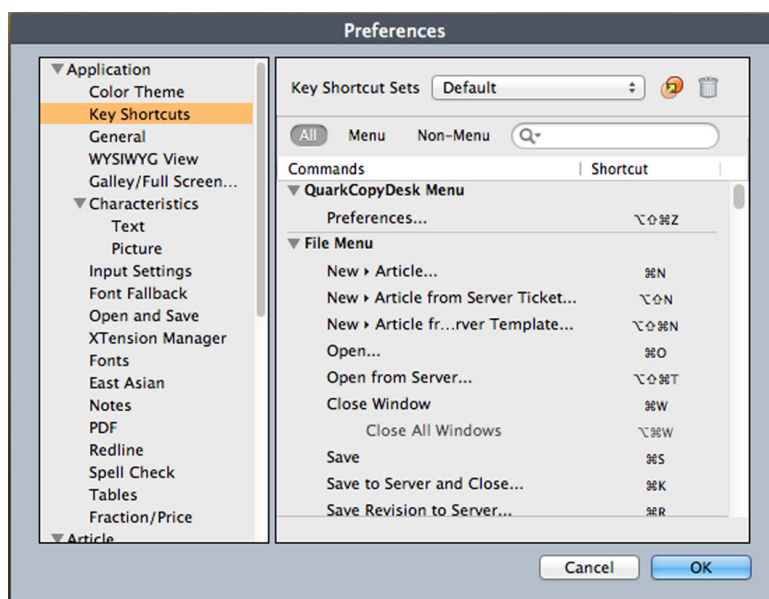 Preferences
Application
Color Theme
Key Shortcuts
General
WYSIWYG View
Galley/Full Screen...
Characteristics
Text
Picture
Input Settings
Font Fallback
Open and Save
XTension Manager
Fonts
East Asian
Notes
PDF
Redline
Spell Check
Tables
Fraction/Price
Article
Key Shortcut Sets Default
All Menu Non-Menu
Commands Shortcut
QuarkCopyDesk Menu
Preferences... ⌥⇧⌘Z
File Menu
New ▸ Article... ⌘N
New ▸ Article from Server Ticket... ⌥⇧N
New ▸ Article fr...rver Template... ⌥⇧⌘N
Open... ⌘O
Open from Server... ⌥⇧⌘T
Close Window ⌘W
Close All Windows ⌥⌘W
Save ⌘S
Save to Server and Close... ⌘K
Save Revision to Server... ⌘R
Cancel OK